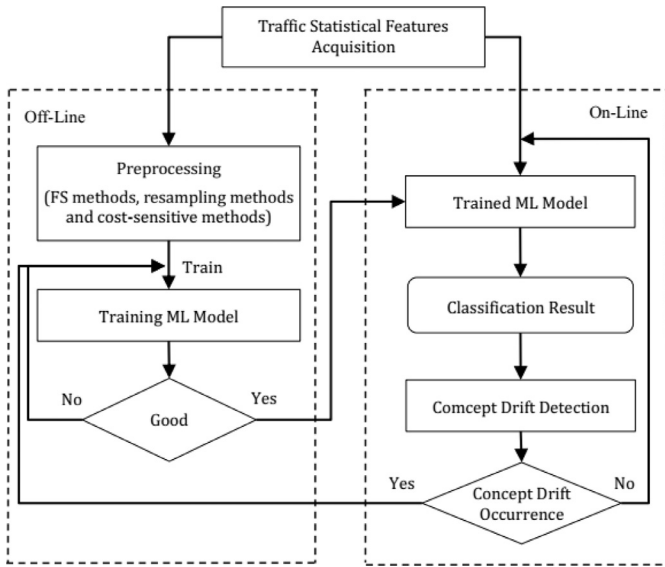 Traffic Statistical Features
Acquisition
Off-Line
On-Line
Preprocessing
(FS methods, resampling methods
and cost-sensitive methods)
Trained ML Model
Train
Training ML Model
Classification Result
No
Good
Yes
Comcept Drift Detection
Yes
Concept Drift
Occurrence
No